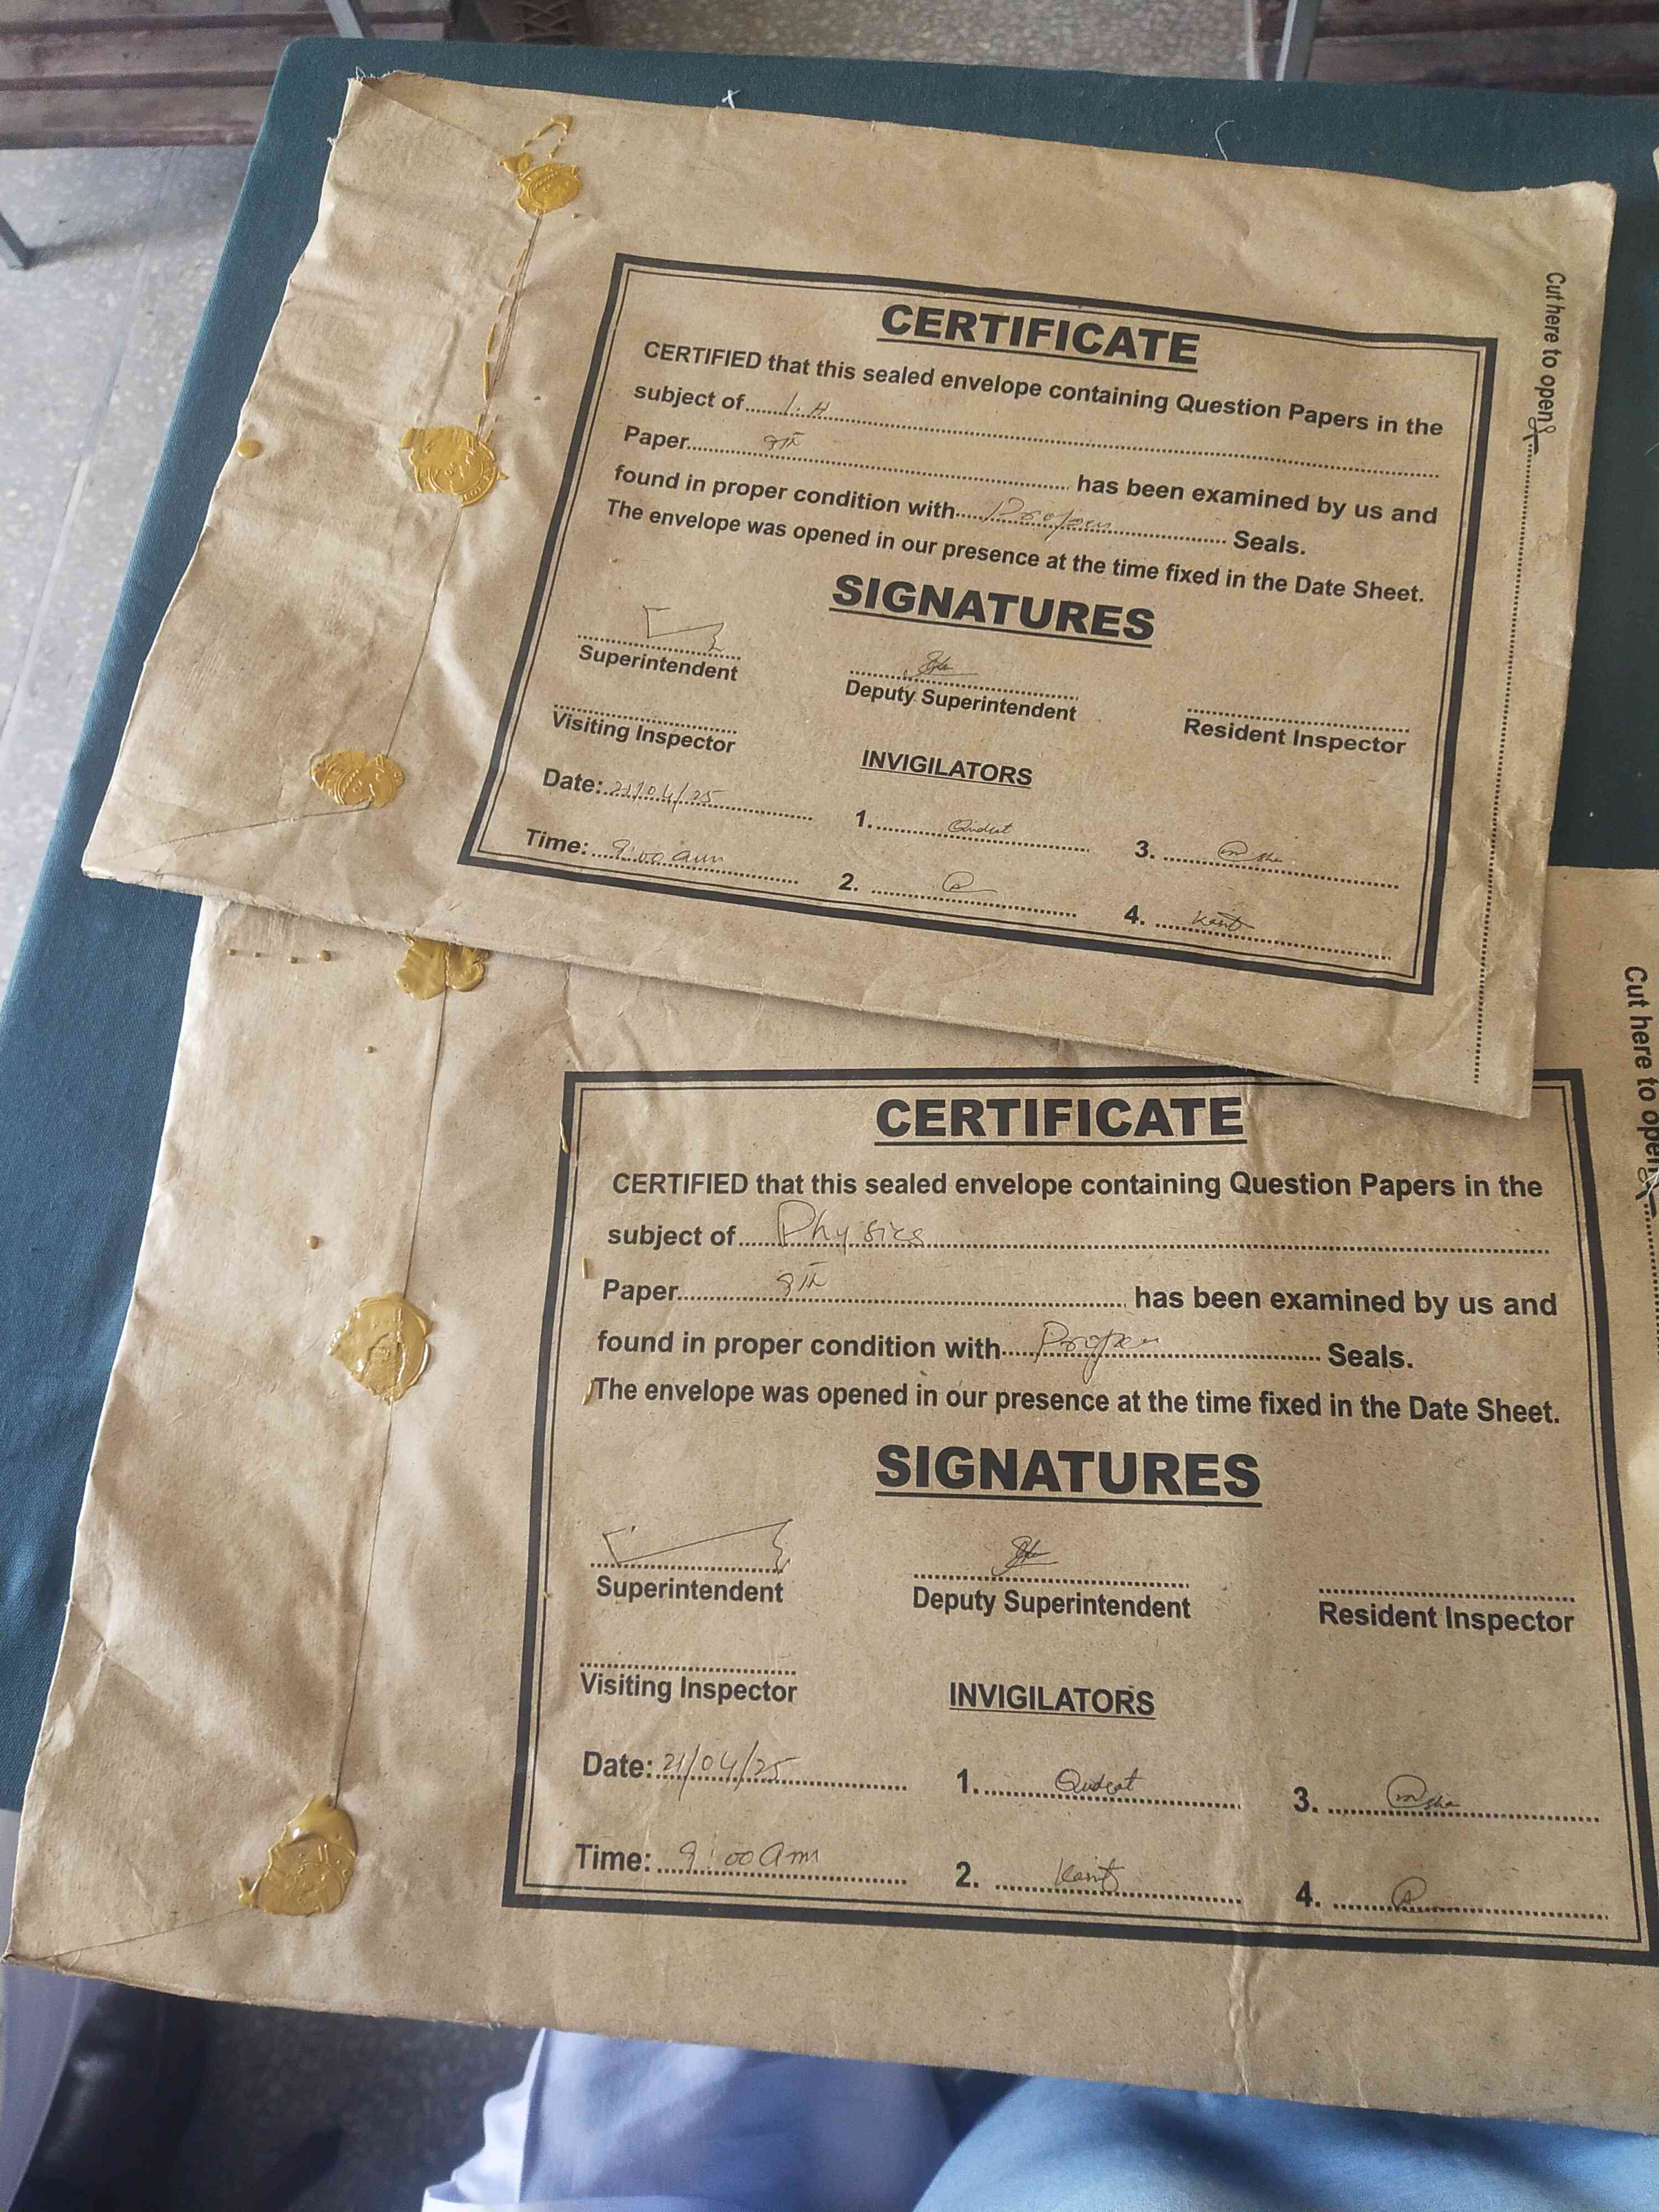 CERTIFICATE
CERTIFIED that this sealed envelope containing Question Papers in the
subject of I.H
Paper 9th has been examined by us and
found in proper condition with Proper Seals.
The envelope was opened in our presence at the time fixed in the Date Sheet.
SIGNATURES
Superintendent
Deputy Superintendent
Resident Inspector
Visiting Inspector
INVIGILATORS
Date: 21/04/25
1. Qudrat
3.
Time: 9:00 am
2.
4.
Cut here to open
CERTIFICATE
CERTIFIED that this sealed envelope containing Question Papers in the
subject of Physics
Paper 9th has been examined by us and
found in proper condition with Proper Seals.
The envelope was opened in our presence at the time fixed in the Date Sheet.
SIGNATURES
Superintendent
Deputy Superintendent
Resident Inspector
Visiting Inspector
INVIGILATORS
Date: 21/04/25
1. Qudrat
3.
Time: 9:00 am
2.
4.
Cut here to open